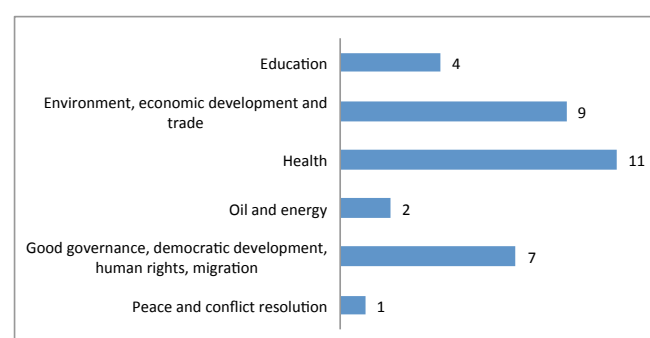 Education
4
Environment, economic development and
trade
9
Health
11
Oil and energy
2
Good governance, democratic development,
human rights, migration
7
Peace and conflict resolution
1